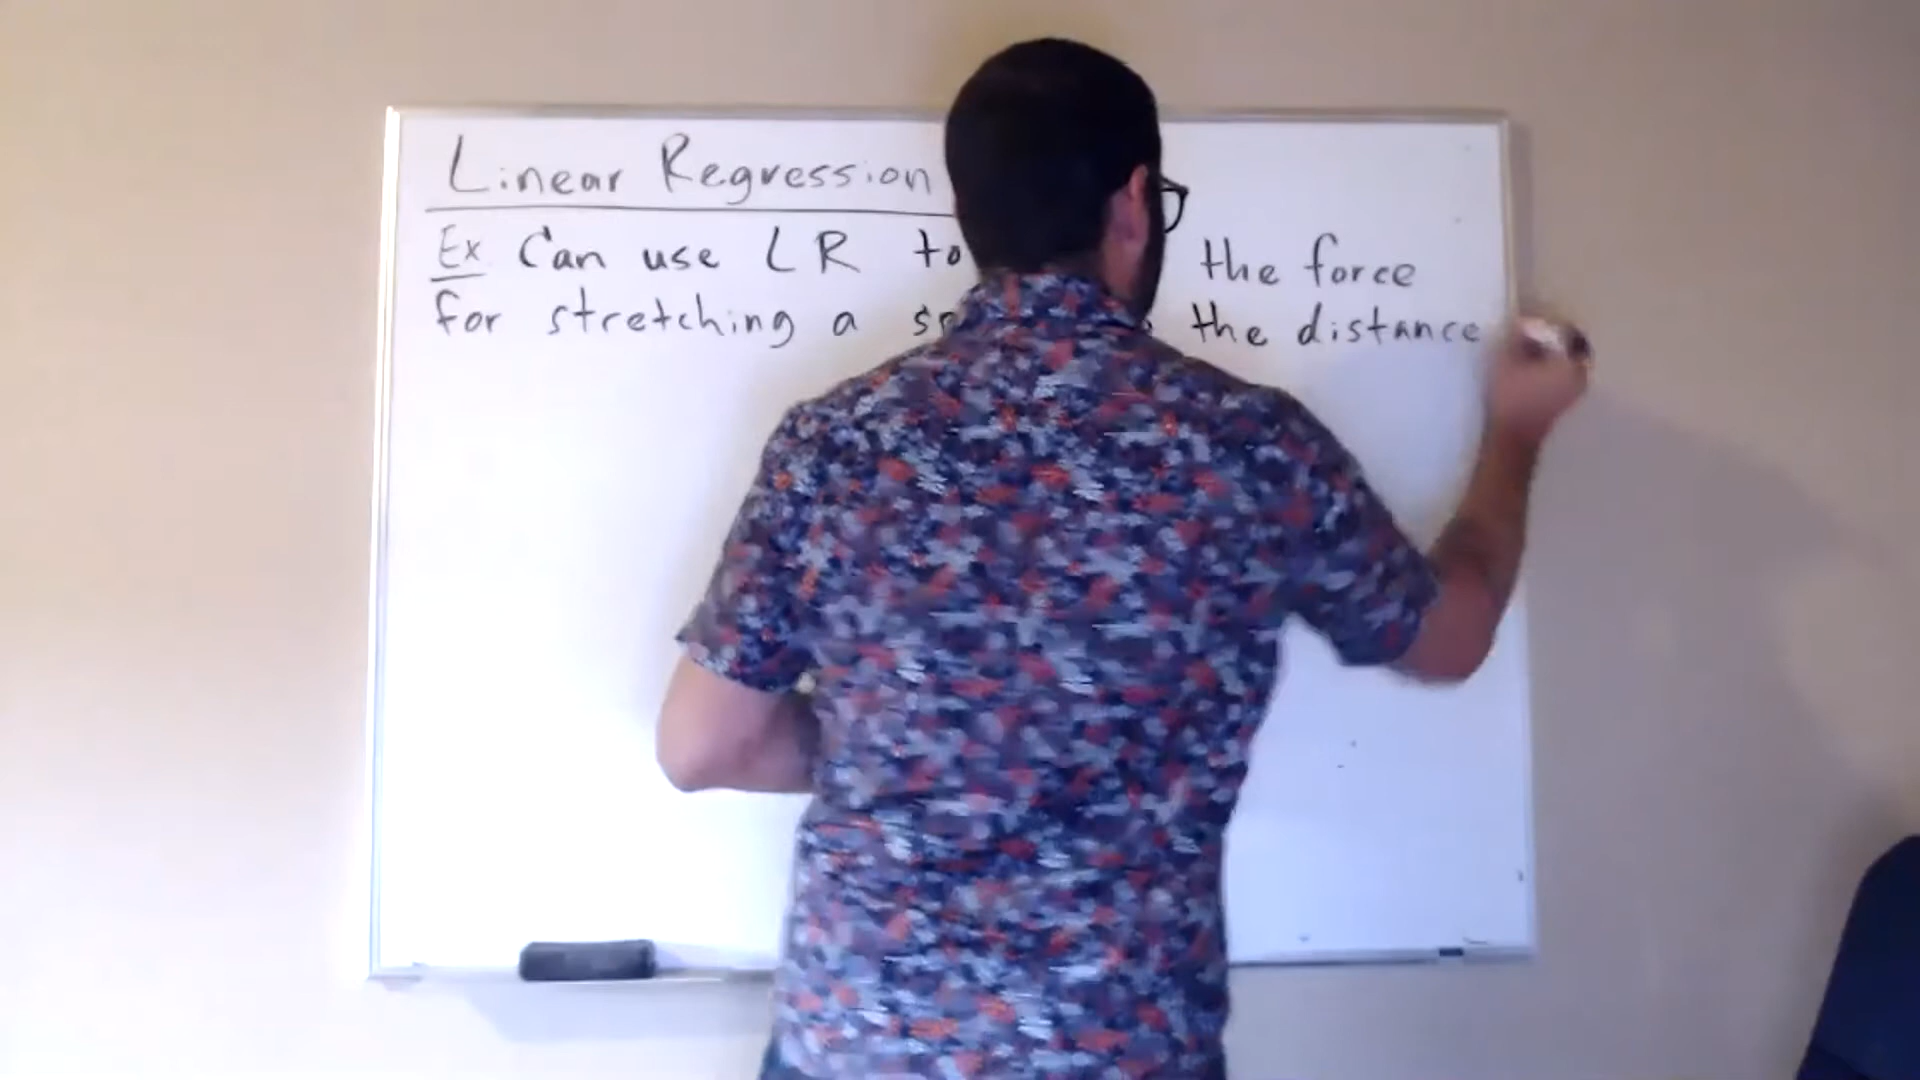 Linear Regression
Ex Can use LR to the force
for stretching a the distance